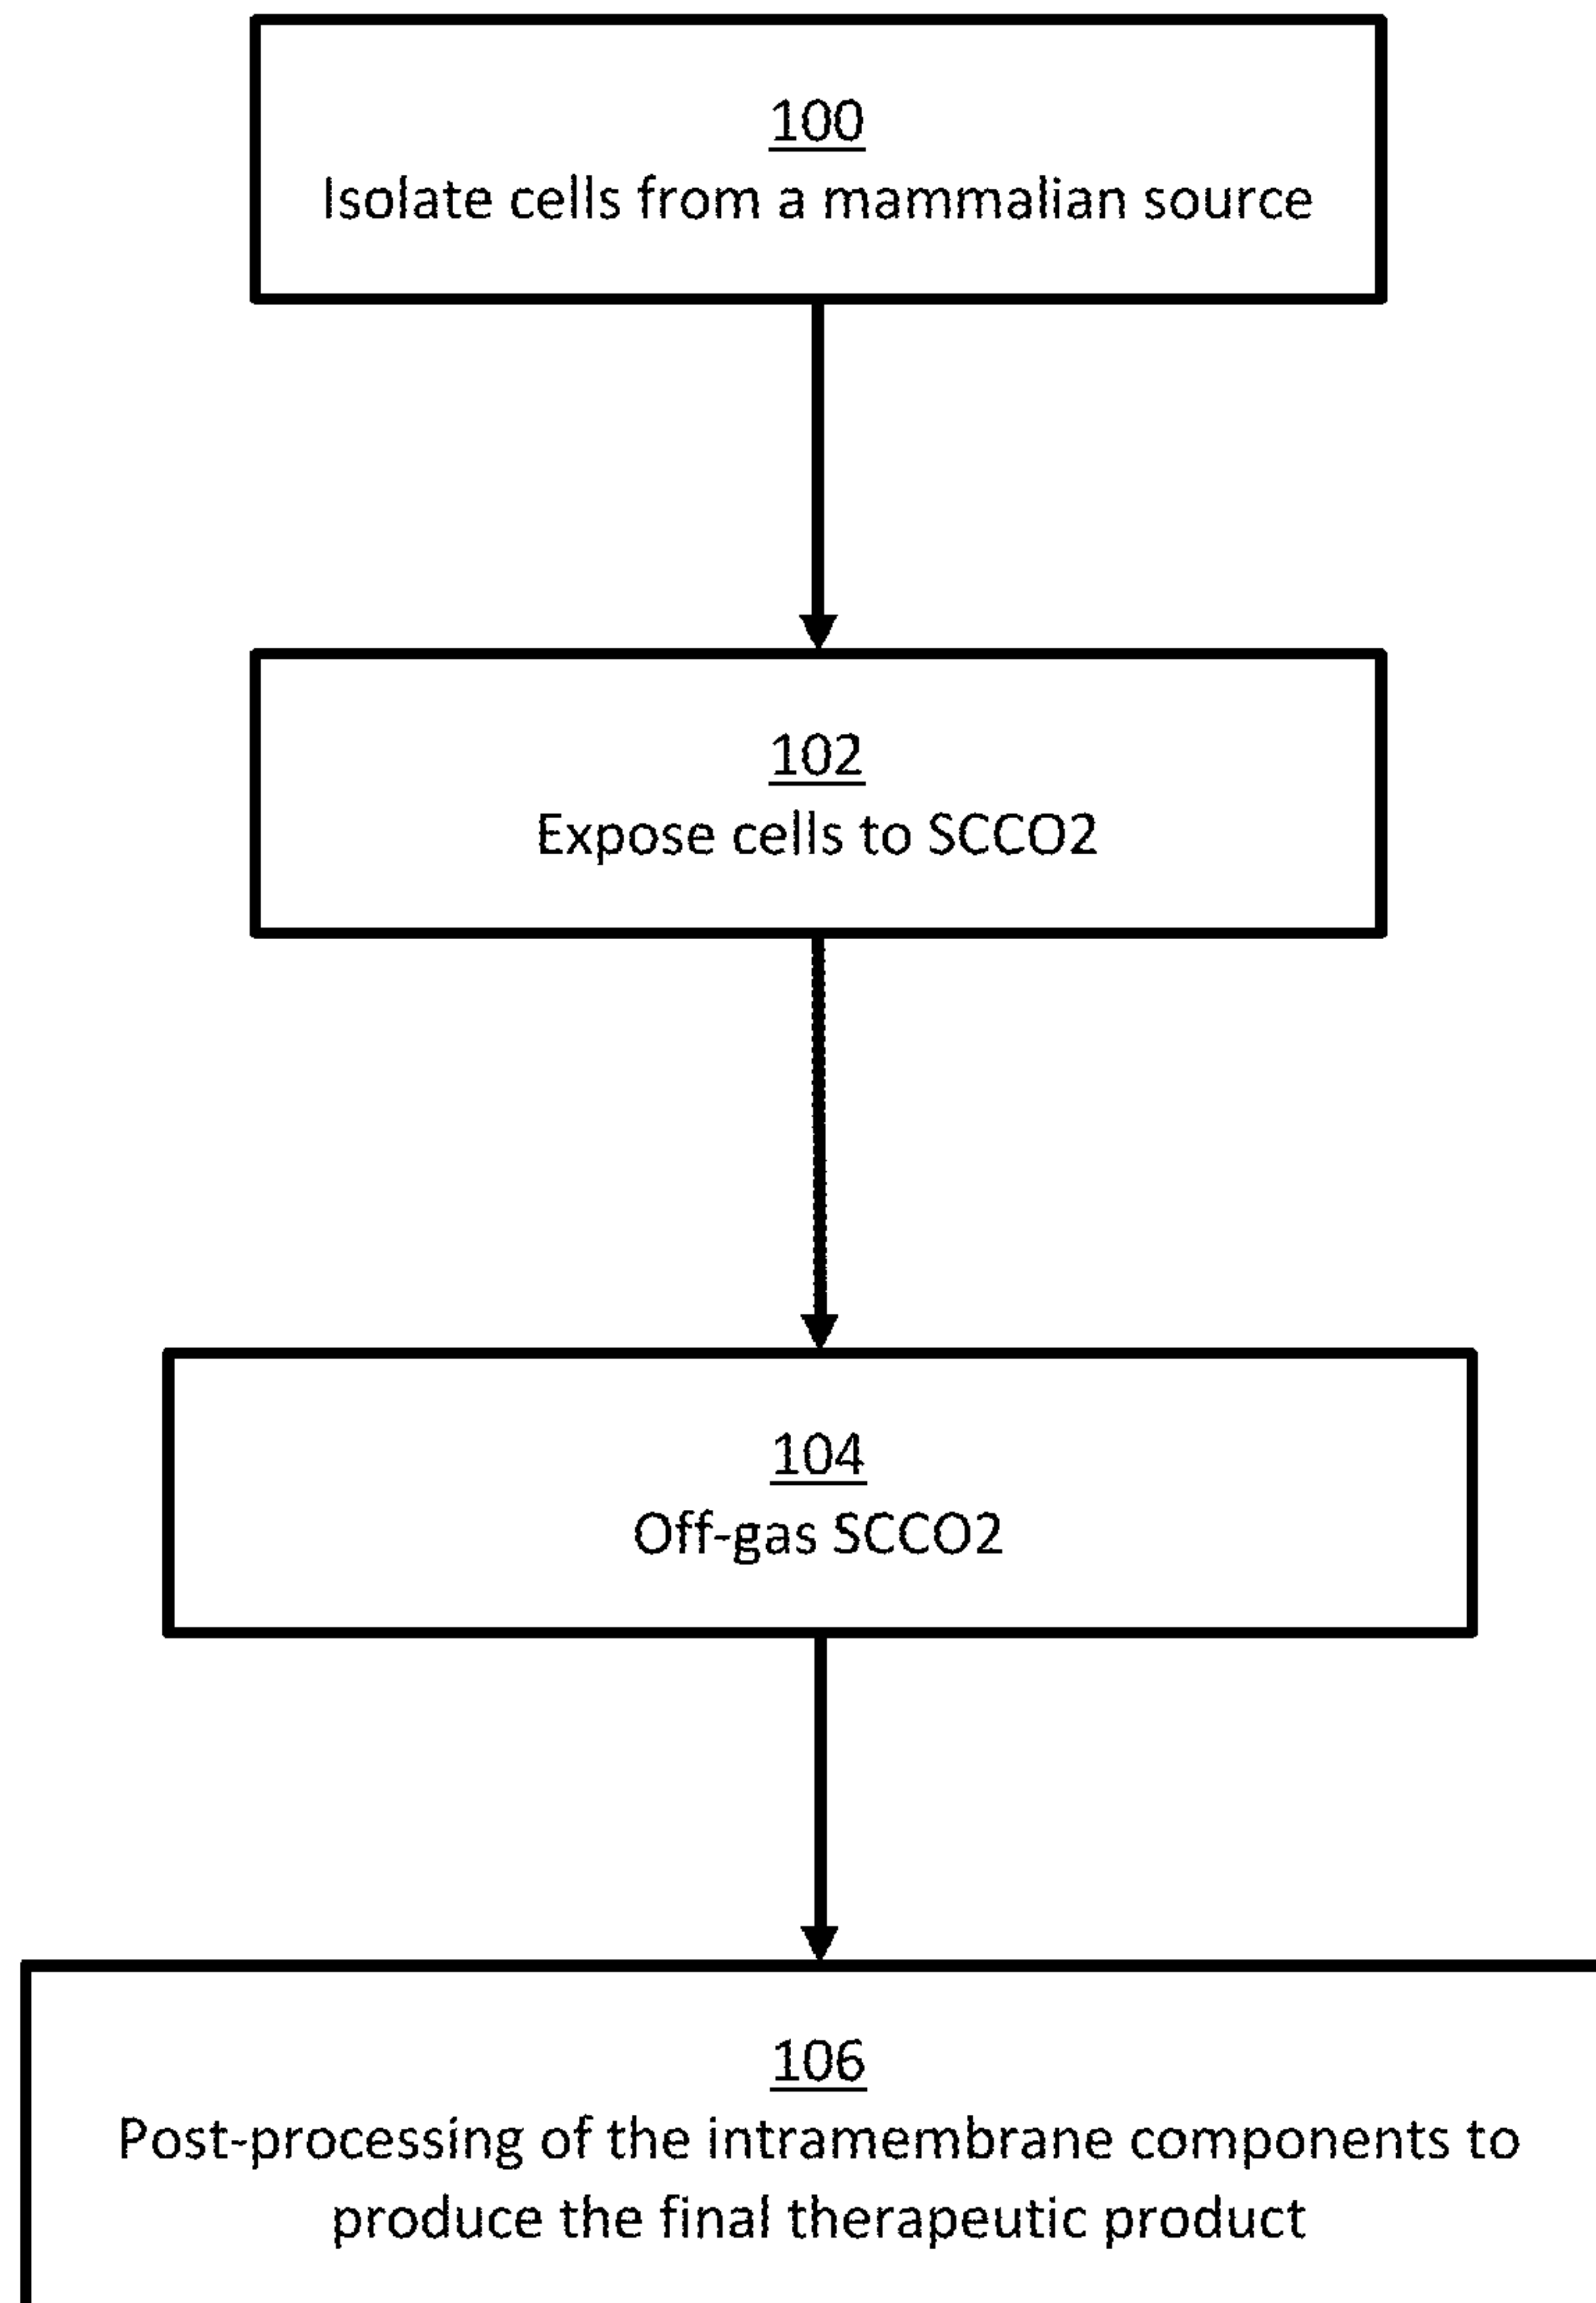 100
Isolate cells from a mammalian source
102
Expose cells to SCCO2
104
Off-gas SCCO2
106
Post-processing of the intramembrane components to
produce the final therapeutic product